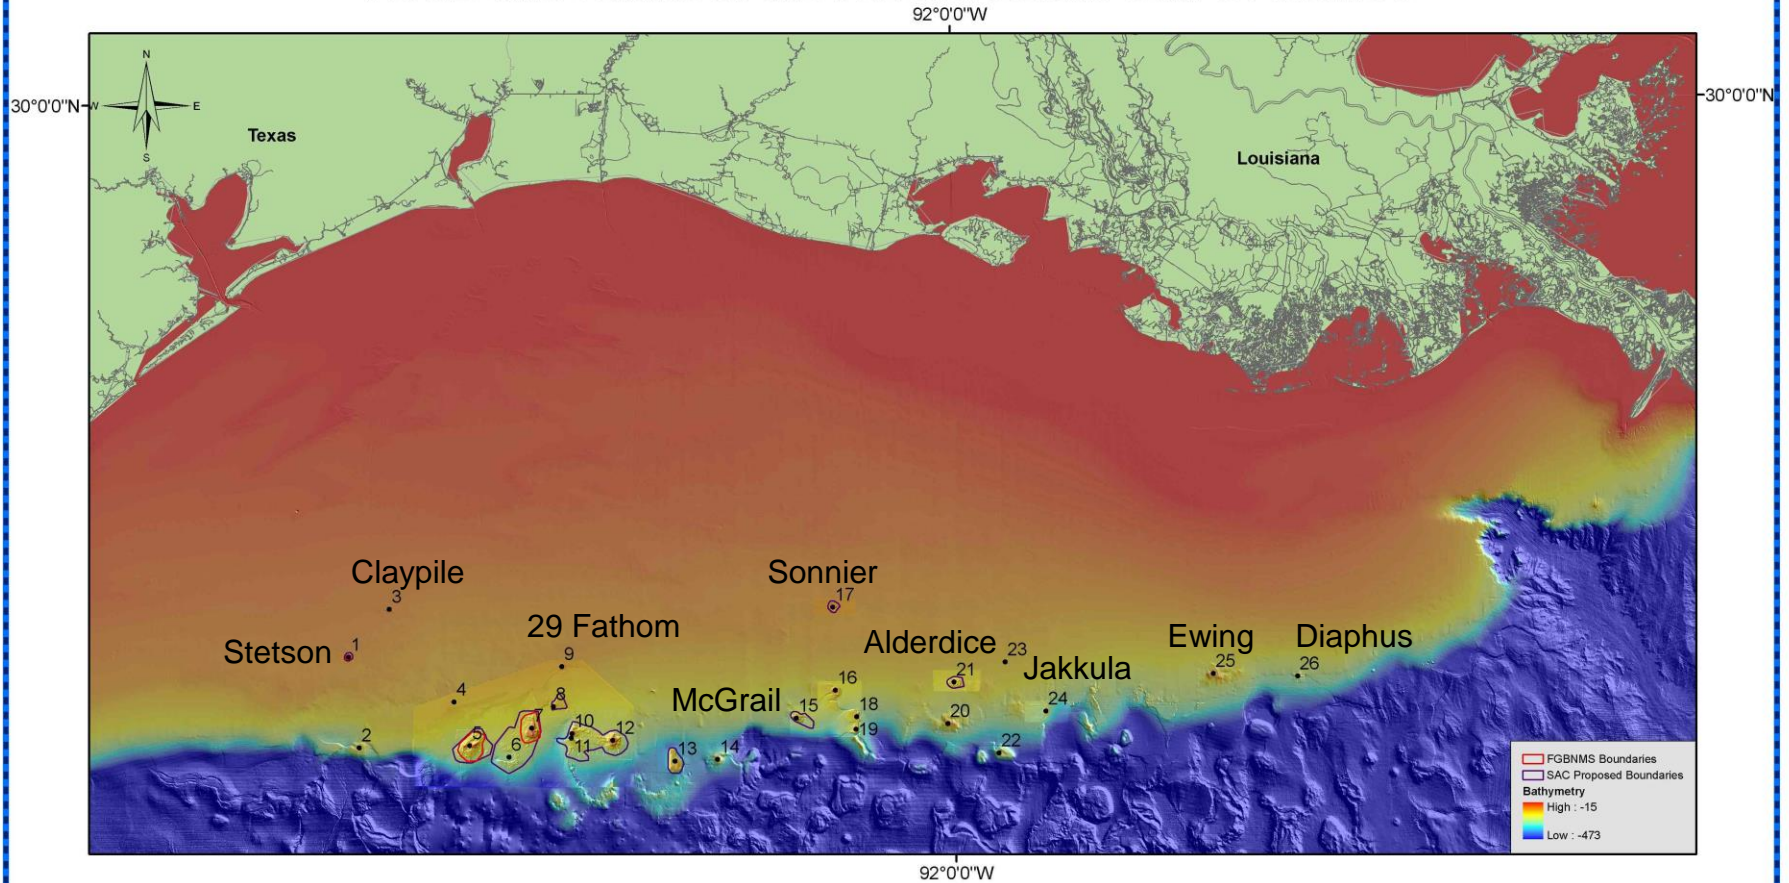 92°0'0"W
30°0'0"N
30°0'0"N
N
W
E
S
Texas
Louisiana
Claypile
3
Sonnier
17
29 Fathom
Stetson
1
9
Alderdice
23
Ewing
25
Diaphus
26
Jakkula
24
4
8
McGrail
16
15
21
18
19
20
22
2
5
6
7
10
11
12
13
14
FGBNMS Boundaries
SAC Proposed Boundaries
Bathymetry
High : -15
Low : -473
92°0'0"W